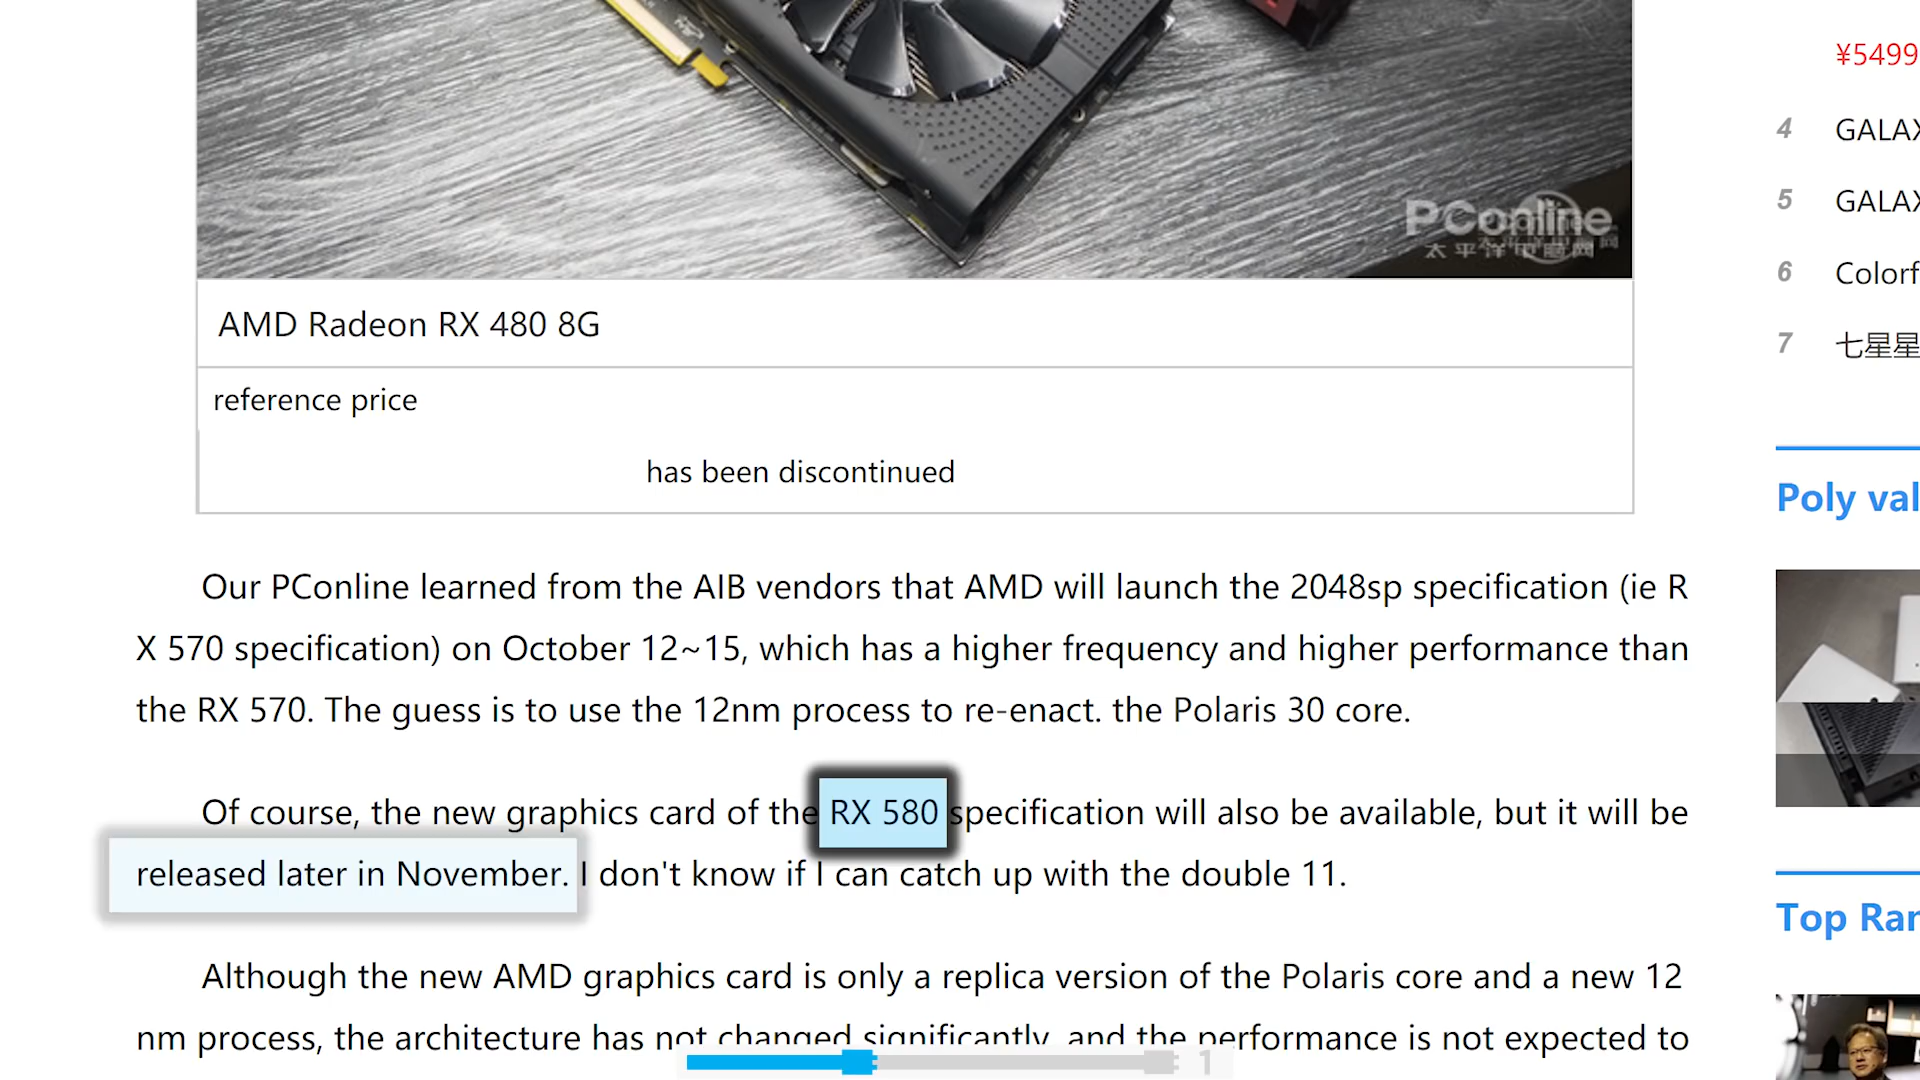 PConline
太平洋电脑网
AMD Radeon RX 480 8G
reference price
has been discontinued
Our PConline learned from the AIB vendors that AMD will launch the 2048sp specification (ie R
X 570 specification) on October 12~15, which has a higher frequency and higher performance than
the RX 570. The guess is to use the 12nm process to re-enact. the Polaris 30 core.
Of course, the new graphics card of the RX 580 specification will also be available, but it will be
released later in November. I don't know if I can catch up with the double 11.
Although the new AMD graphics card is only a replica version of the Polaris core and a new 12
nm process, the architecture has not changed significantly, and the performance is not expected to
1
¥5499
4 GALAX
5 GALAX
6 Colorf
7 七星星
Poly val
Top Ran